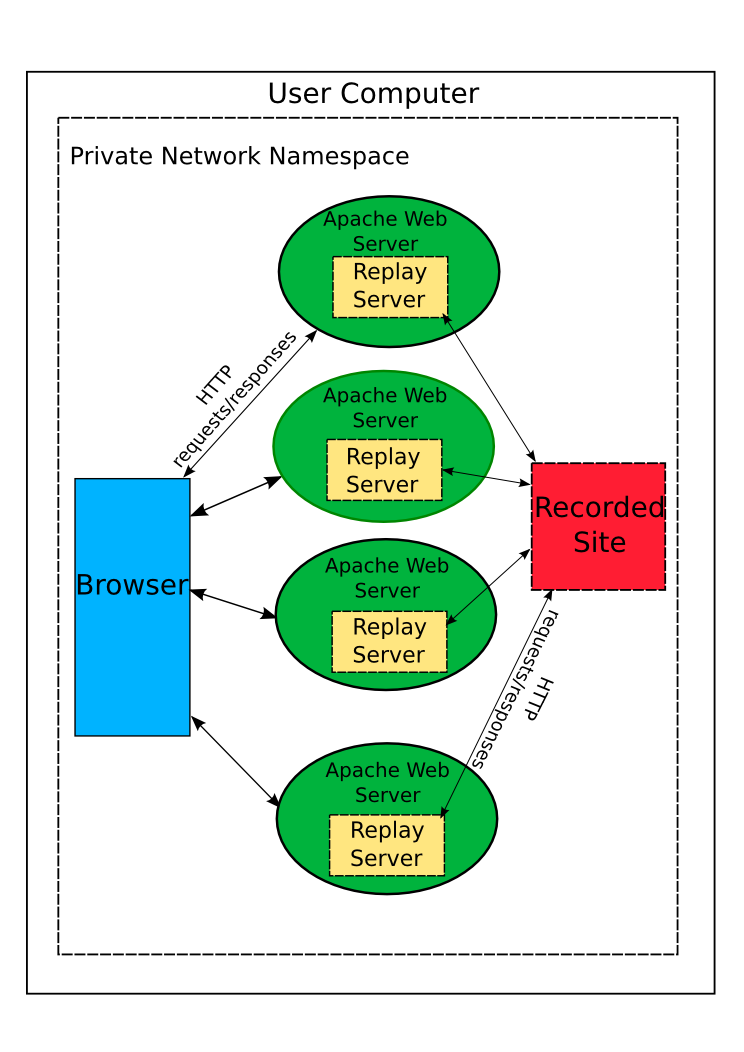 User Computer
Private Network Namespace
Apache Web
Server
Replay
Server
HTTP
requests/responses
Apache Web
Server
Replay
Server
Recorded
Site
Browser
Apache Web
Server
Replay
Server
HTTP
requests/responses
Apache Web
Server
Replay
Server